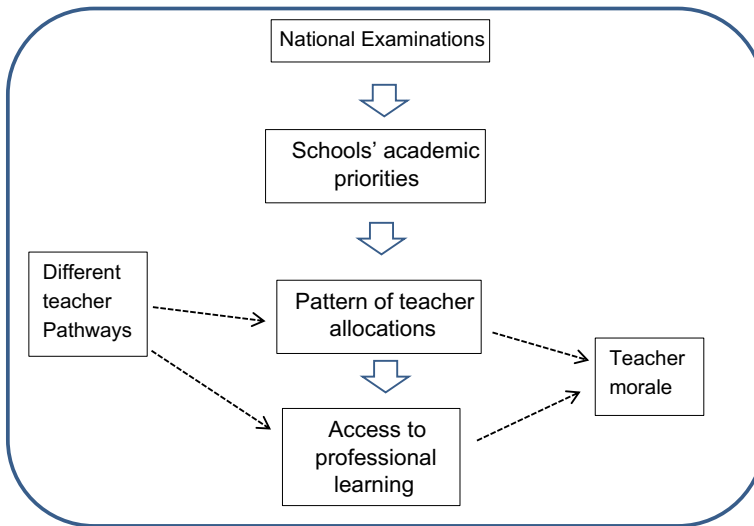 National Examinations
Schools’ academic
priorities
Different
teacher
Pathways
Pattern of teacher
allocations
Teacher
morale
Access to
professional
learning